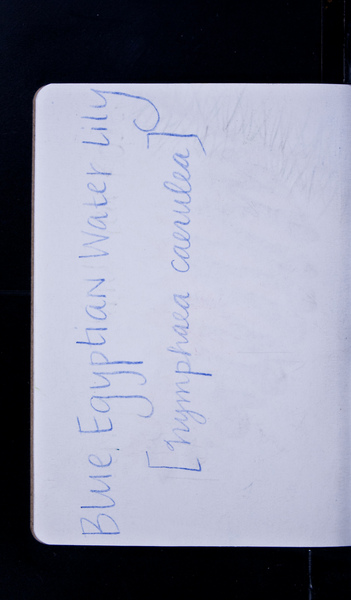 Blue Egyptian Water Lily
[Nymphaea caerulea]